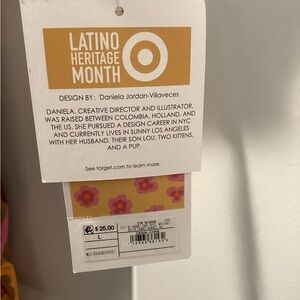 LATINO
HERITAGE
MONTH
DESIGN BY: Daniela Jordan-Villaveces
DANIELA, CREATIVE DIRECTOR AND ILLUSTRATOR,
WAS RAISED BETWEEN COLOMBIA, HOLLAND, AND
THE US. SHE PURSUED A DESIGN CAREER IN NYC
AND CURRENTLY LIVES IN SUNNY LOS ANGELES
WITH HER HUSBAND, THEIR SON LOU, TWO KITTENS,
AND A PUP.
See target.com to learn more.
$25.00
L